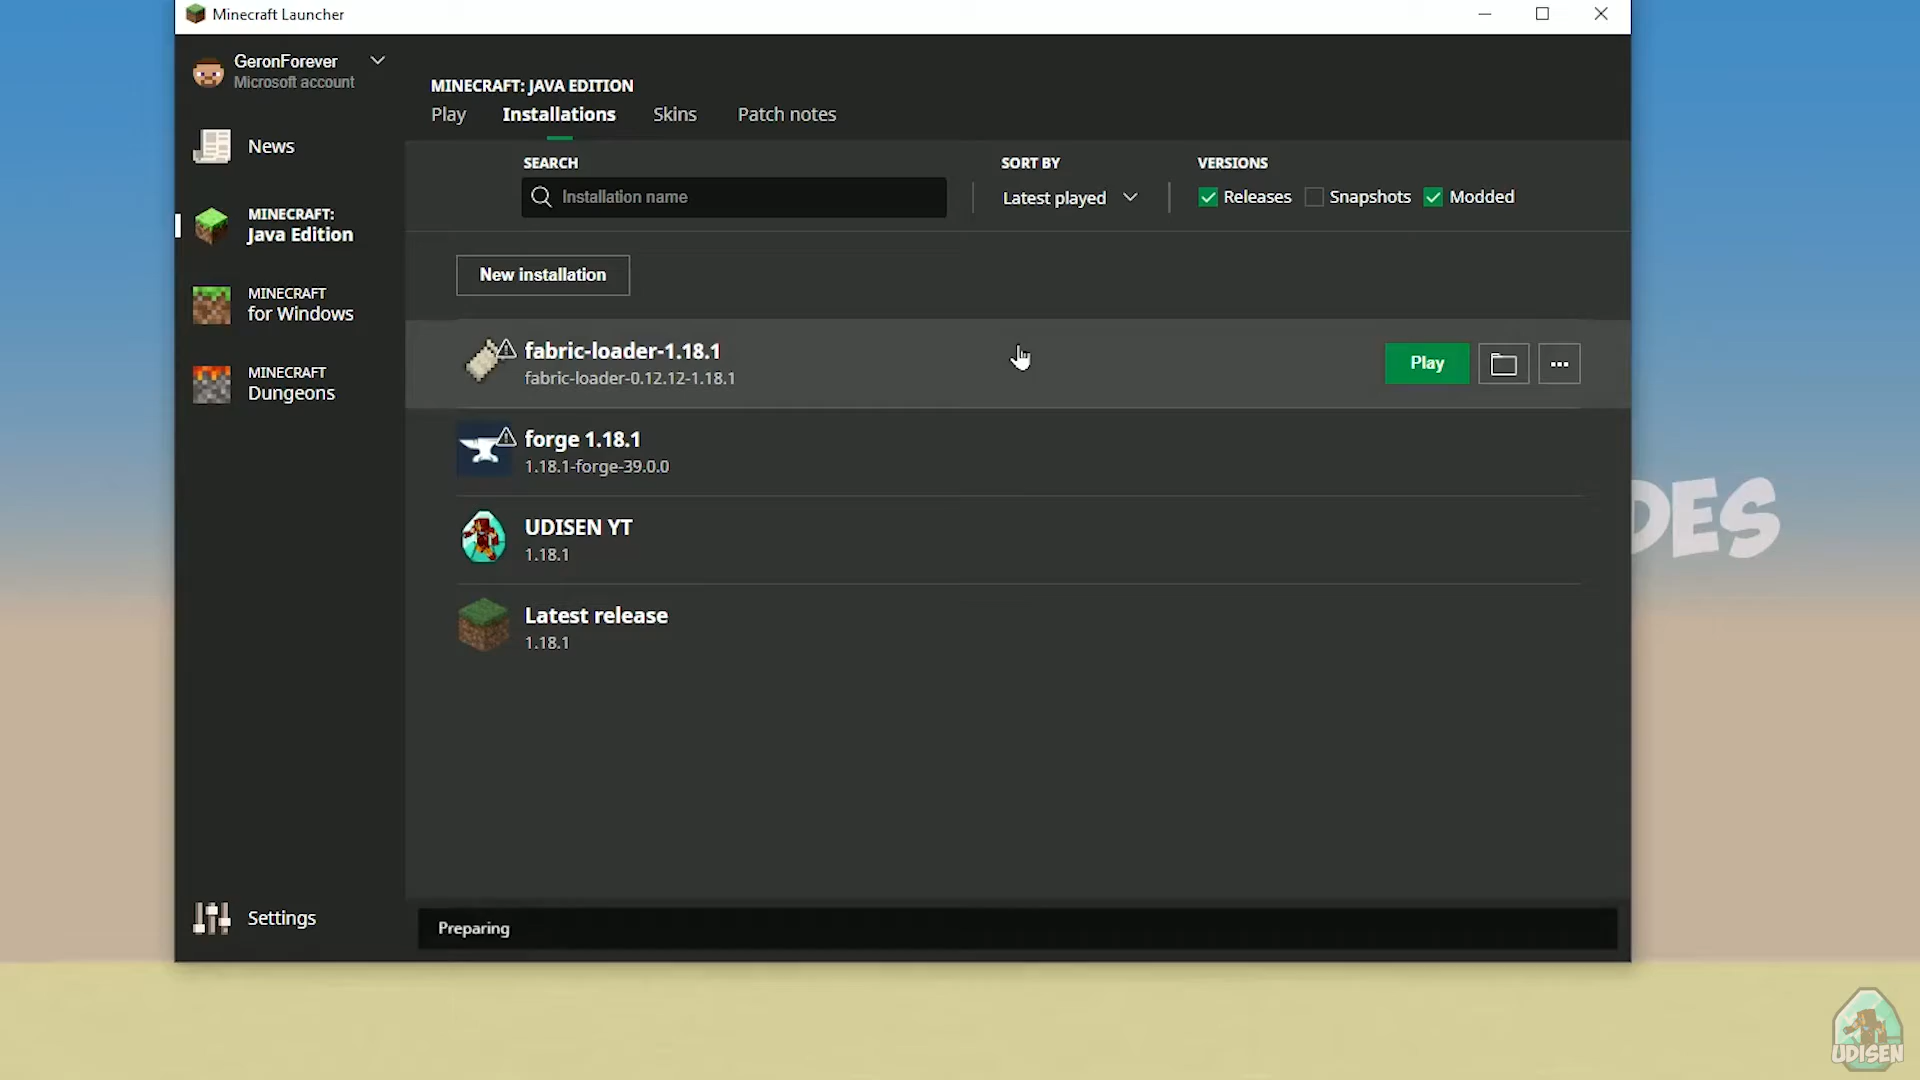 Minecraft Launcher
GeronForever
Microsoft account
News
MINECRAFT:
Java Edition
MINECRAFT
for Windows
MINECRAFT
Dungeons
Settings
MINECRAFT: JAVA EDITION
Play Installations Skins Patch notes
SEARCH SORT BY VERSIONS
Installation name Latest played Releases Snapshots Modded
New installation
fabric-loader-1.18.1
fabric-loader-0.12.12-1.18.1
Play
forge 1.18.1
1.18.1-forge-39.0.0
UDISEN YT
1.18.1
Latest release
1.18.1
Preparing
DES
UDISEN